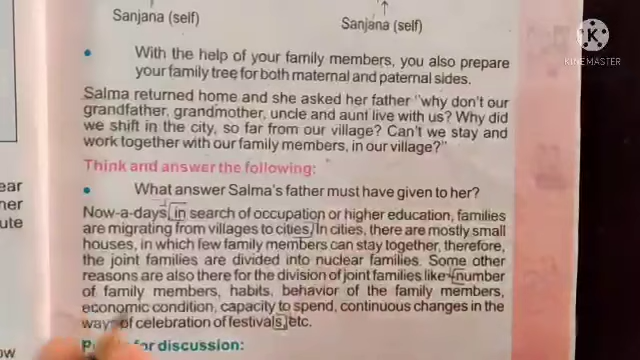 Sanjana (self)
Sanjana (self)
K
KINEMASTER
• With the help of your family members, you also prepare
your family tree for both maternal and paternal sides.
Salma returned home and she asked her father "why don't our
grandfather, grandmother, uncle and aunt live with us? Why did
we shift in the city, so far from our village? Can't we stay and
work together with our family members, in our village?"
Think and answer the following:
• What answer Salma's father must have given to her?
Now-a-days in search of occupation or higher education, families
are migrating from villages to cities. In cities, there are mostly small
houses, in which few family members can stay together, therefore,
the joint families are divided into nuclear families. Some other
reasons are also there for the division of joint families like - number
of family members, habits, behavior of the family members,
economic condition, capacity to spend, continuous changes in the
ways of celebration of festivals, etc.
for discussion:
ear
her
ute
ow